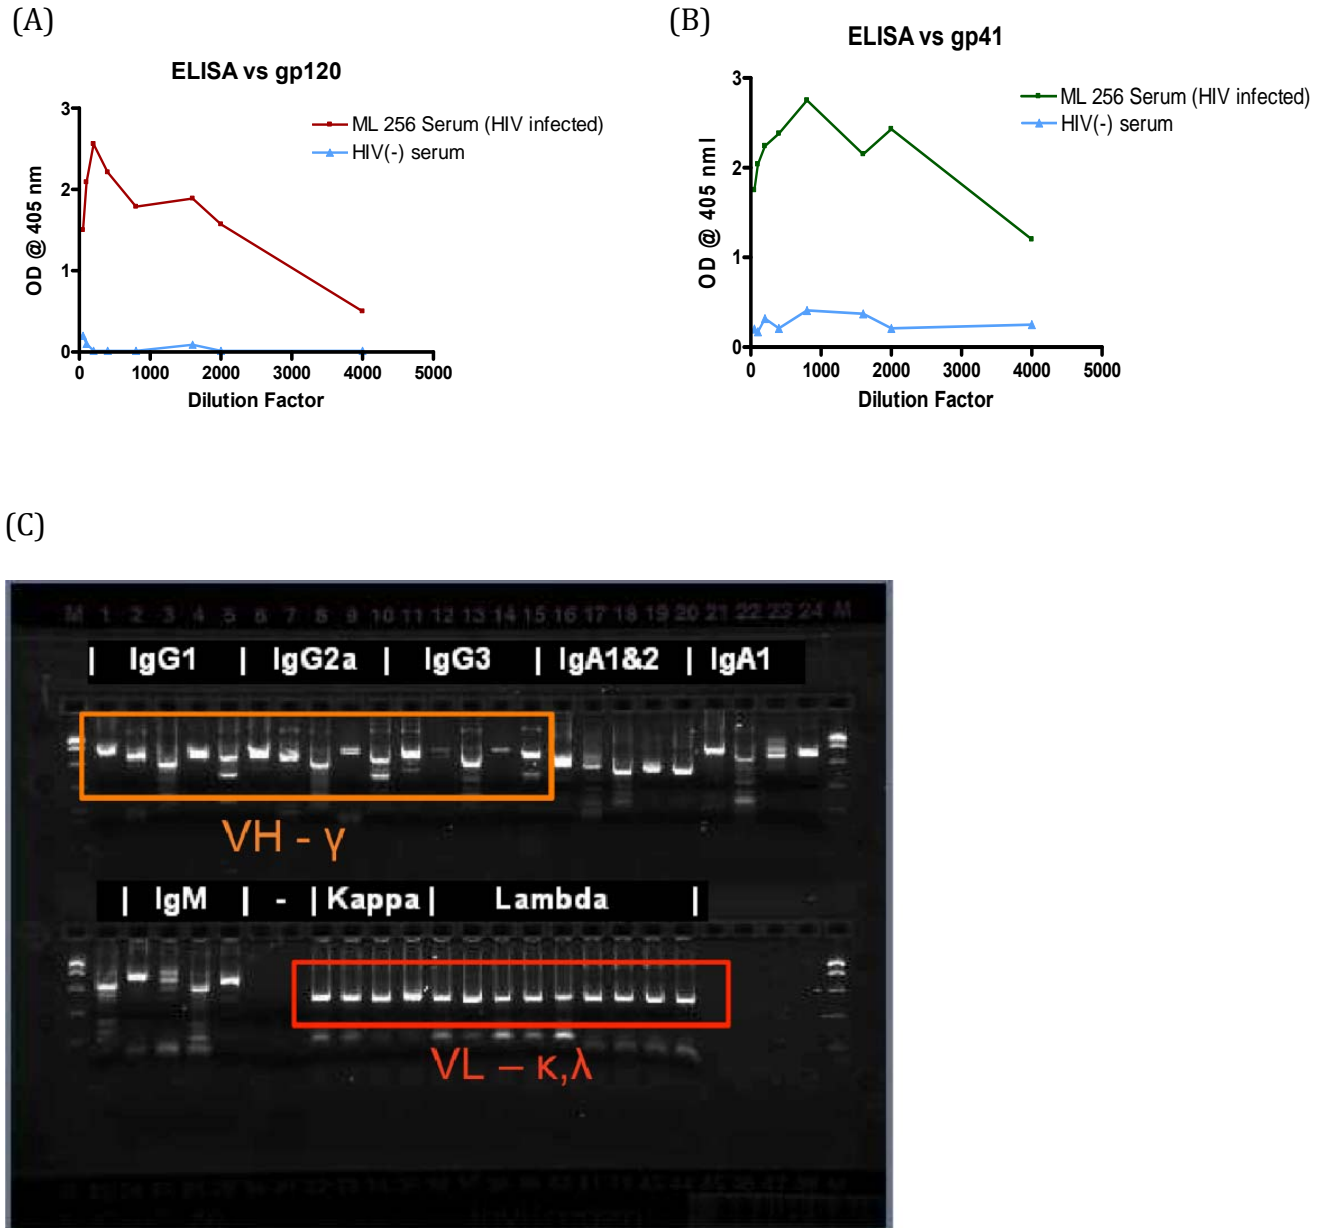 (A)
ELISA vs gp120
3
2
1
0
OD @ 405 nm
0 1000 2000 3000 4000 5000
Dilution Factor
ML 256 Serum (HIV infected)
HIV(-) serum
(B)
ELISA vs gp41
3
2
1
0
OD @ 405 nm l
0 1000 2000 3000 4000 5000
Dilution Factor
ML 256 Serum (HIV infected)
HIV(-) serum
(C)
M 1 2 3 4 5 6 7 8 9 10 11 12 13 14 15 16 17 18 19 20 21 22 23 24 M
| IgG1 | IgG2a | IgG3 | IgA1&2 | IgA1
VH - γ
| IgM | - | Kappa | Lambda |
VL – κ,λ